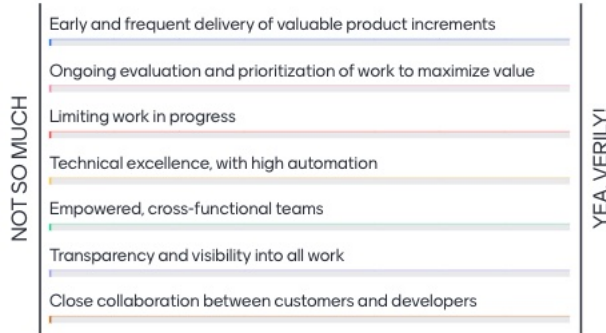 NOT SO MUCH
Early and frequent delivery of valuable product increments
Ongoing evaluation and prioritization of work to maximize value
Limiting work in progress
Technical excellence, with high automation
Empowered, cross-functional teams
Transparency and visibility into all work
Close collaboration between customers and developers
YEA, VERILY!